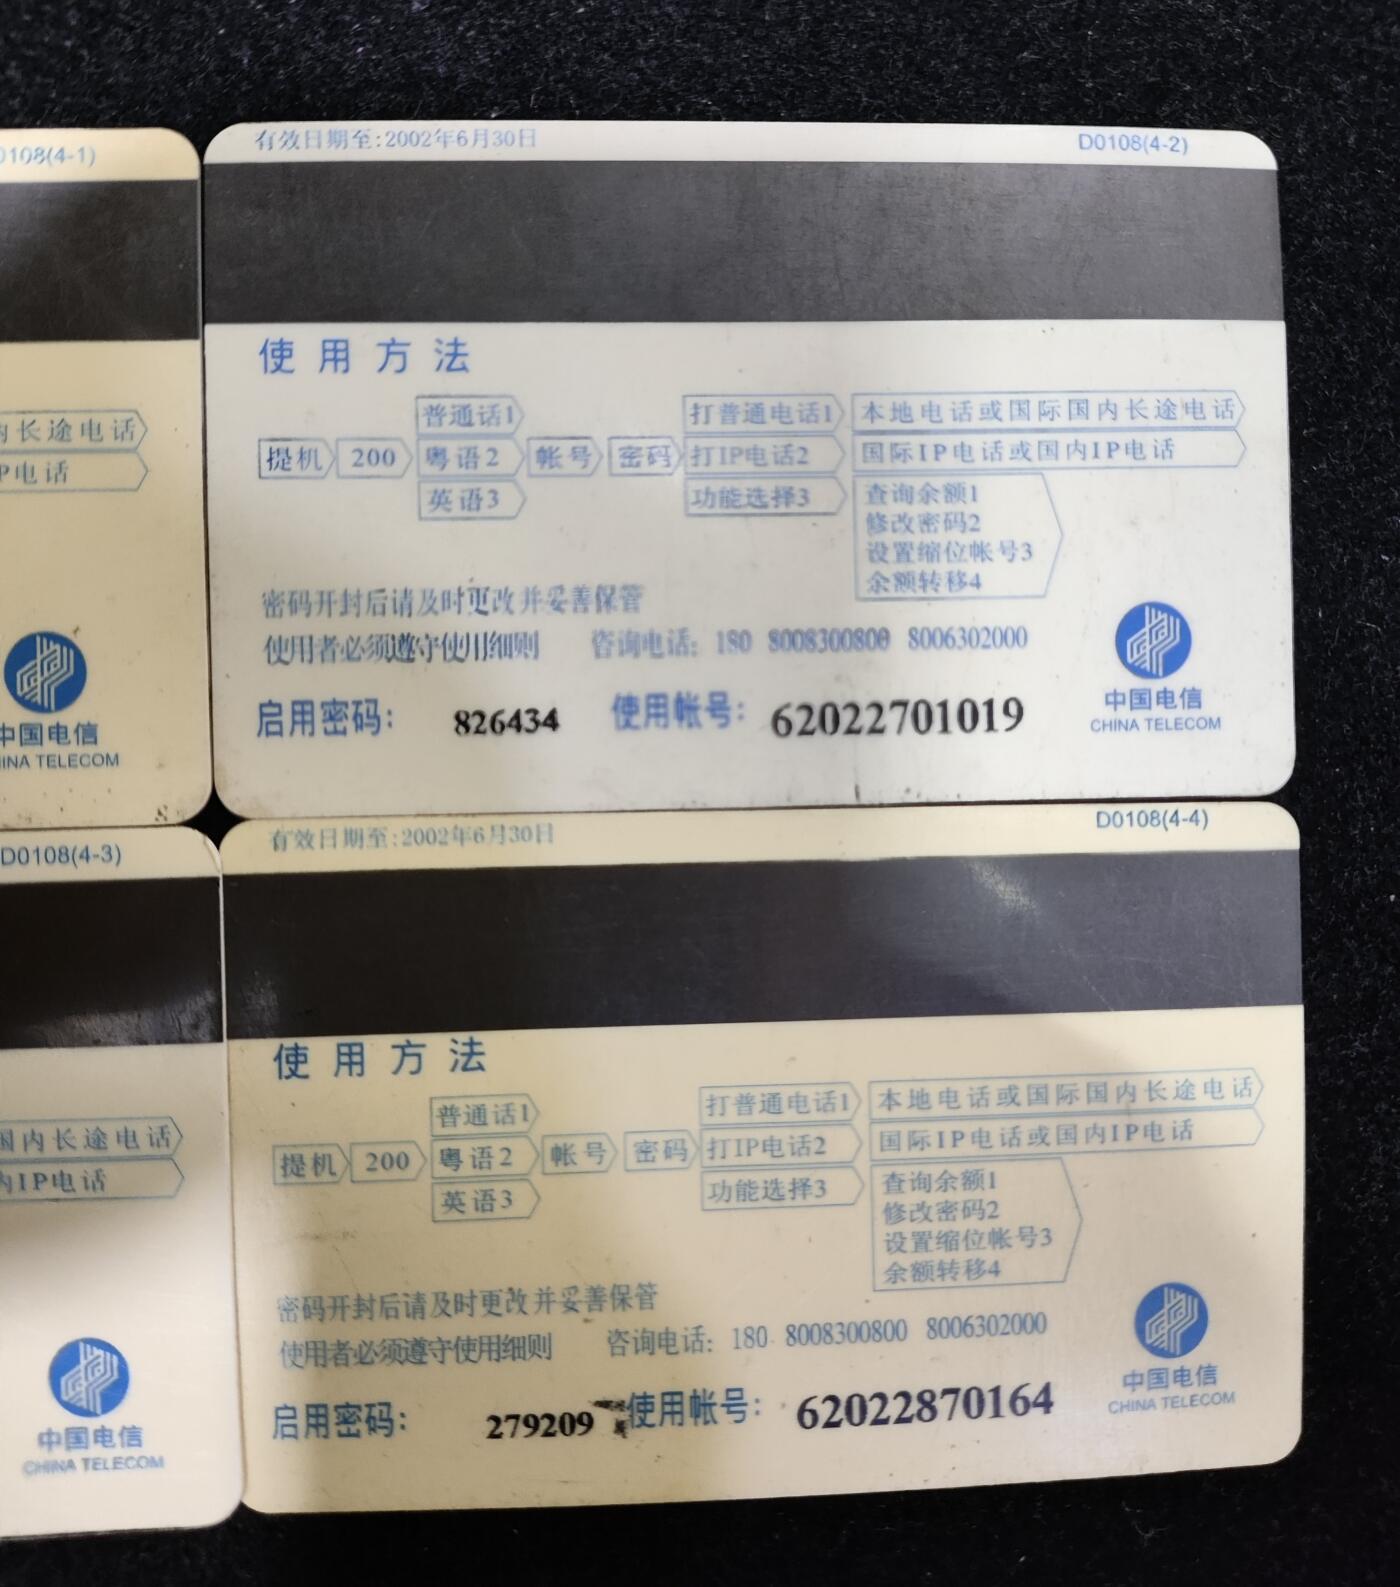 0108(4-1)
内长途电话
P电话
中国电信
INA TELECOM
有效日期至:2002年6月30日
D0108(4-2)
使用方法
提机
200
普通话1
粤语2
英语3
帐号
密码
打普通电话1
打IP电话2
功能选择3
本地电话或国际国内长途电话
国际IP电话或国内IP电话
查询余额1
修改密码2
设置缩位帐号3
余额转移4
密码开封后请及时更改并妥善保管
使用者必须遵守使用细则 咨询电话: 180 8008300800 8006302000
启用密码: 826434 使用帐号: 62022701019
中国电信
CHINA TELECOM
D0108(4-3)
国内长途电话
内IP电话
中国电信
CHINA TELECOM
有效日期至:2002年6月30日
D0108(4-4)
使用方法
提机
200
普通话1
粤语2
英语3
帐号
密码
打普通电话1
打IP电话2
功能选择3
本地电话或国际国内长途电话
国际IP电话或国内IP电话
查询余额1
修改密码2
设置缩位帐号3
余额转移4
密码开封后请及时更改并妥善保管
使用者必须遵守使用细则 咨询电话: 180 8008300800 8006302000
启用密码: 279209 使用帐号: 62022870164
中国电信
CHINA TELECOM